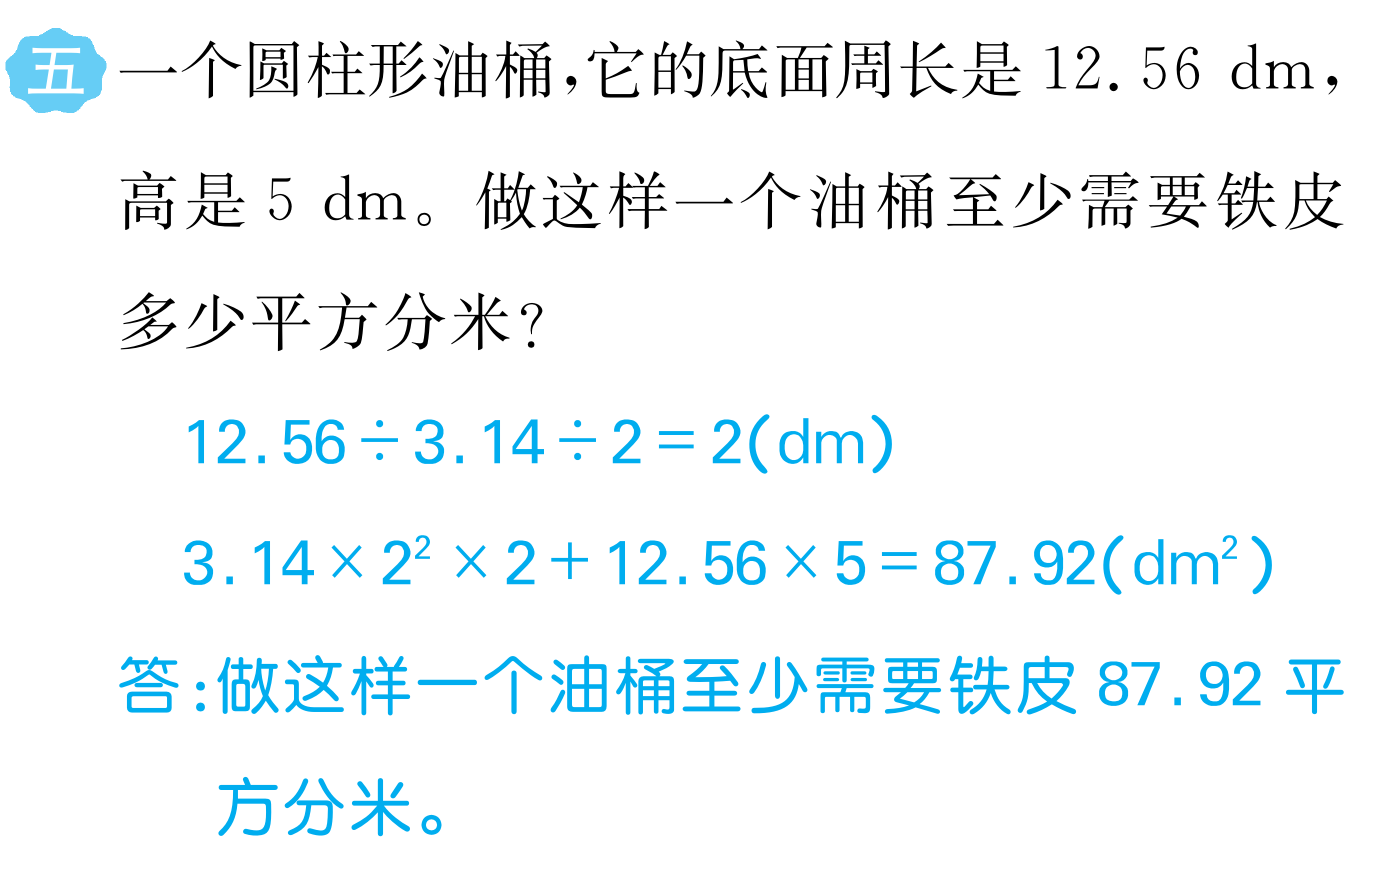 五 一个圆柱形油桶,它的底面周长是 12.56 dm,
高是 5 dm。做这样一个油桶至少需要铁皮
多少平方分米?
12.56÷3.14÷2=2(dm)
3.14×2²×2+12.56×5=87.92(dm²)
答:做这样一个油桶至少需要铁皮 87.92 平
方分米。